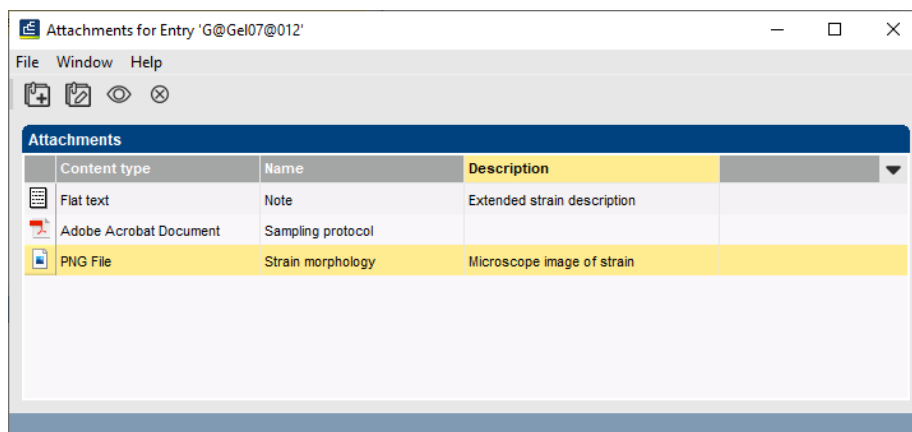 Attachments for Entry 'G@Gel07@012'
File Window Help
Attachments
Content type Name Description
Flat text Note Extended strain description
Adobe Acrobat Document Sampling protocol
PNG File Strain morphology Microscope image of strain